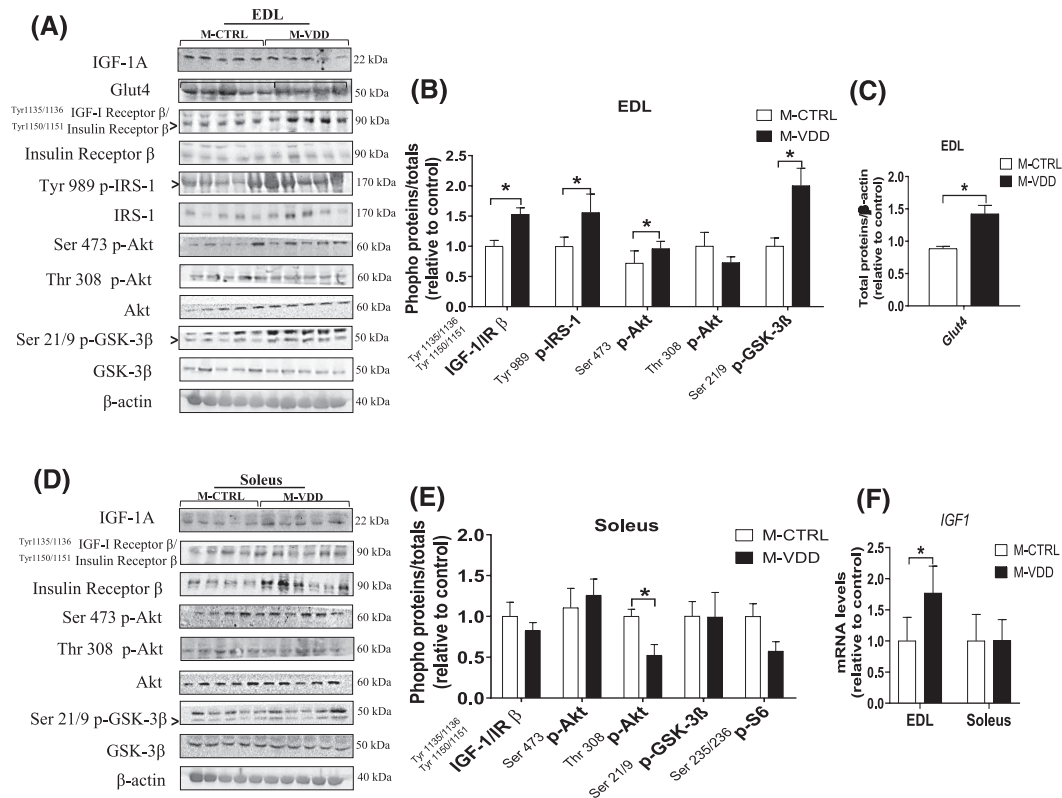 (A)
EDL
M-CTRL M-VDD
IGF-1A 22 kDa
Glut4 50 kDa
Tyr1135/1136 IGF-I Receptor β/
Tyr1150/1151 Insulin Receptor β > 90 kDa
Insulin Receptor β 90 kDa
Tyr 989 p-IRS-1 > 170 kDa
IRS-1 170 kDa
Ser 473 p-Akt 60 kDa
Thr 308 p-Akt 60 kDa
Akt 60 kDa
Ser 21/9 p-GSK-3β > 50 kDa
GSK-3β 50 kDa
β-actin 40 kDa
(B)
EDL
M-CTRL
M-VDD
Phopho proteins/totals
(relative to control)
2.5
2.0
1.5
1.0
0.5
0.0
* * * *
Tyr 1135/1136
Tyr 1150/1151
IGF-1/IR β
Tyr 989 p-IRS-1
Ser 473 p-Akt
Thr 308 p-Akt
Ser 21/9 p-GSK-3ß
(C)
EDL
M-CTRL
M-VDD
Total proteins/β-actin
(relative to control)
2.0
1.5
1.0
0.5
0.0
*
Glut4
(D)
Soleus
M-CTRL M-VDD
IGF-1A 22 kDa
Tyr1135/1136 IGF-I Receptor β/
Tyr1150/1151 Insulin Receptor β 90 kDa
Insulin Receptor β 90 kDa
Ser 473 p-Akt 60 kDa
Thr 308 p-Akt 60 kDa
Akt 60 kDa
Ser 21/9 p-GSK-3β > 50 kDa
GSK-3β 50 kDa
β-actin 40 kDa
(E)
Soleus
M-CTRL
M-VDD
Phopho proteins/totals
(relative to control)
2.0
1.5
1.0
0.5
0.0
*
Tyr 1135/1136
Tyr 1150/1151
IGF-1/IR β
Ser 473 p-Akt
Thr 308 p-Akt
Ser 21/9 p-GSK-3ß
Ser 235/236 p-S6
(F)
IGF1
M-CTRL
M-VDD
mRNA levels
(relative to control)
2.5
2.0
1.5
1.0
0.5
0.0
*
EDL Soleus